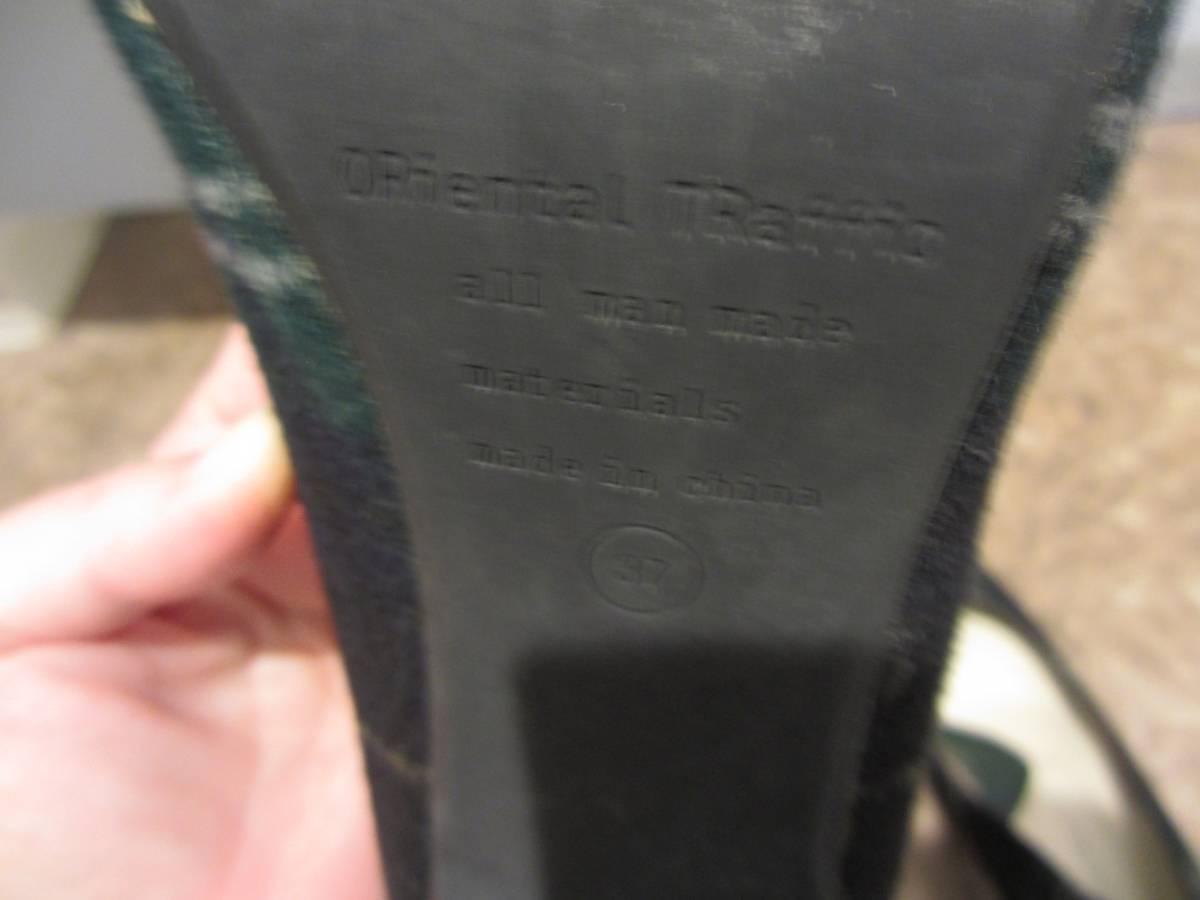 ORiental TRaffic
all man made
materials
made in china
37